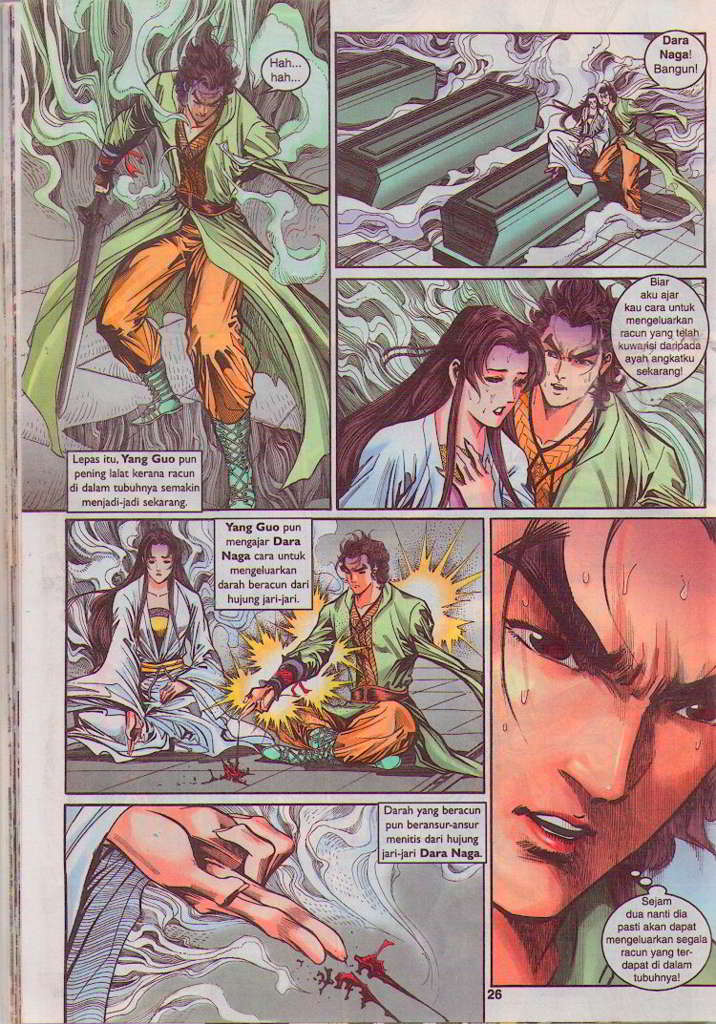 Hah...
hah...
Lepas itu, Yang Guo pun
pening lalat kerana racun
di dalam tubuhnya semakin
menjadi-jadi sekarang.
Dara
Naga!
Bangun!
Biar
aku ajar
kau cara untuk
mengeluarkan
racun yang telah
kuwarisi daripada
ayah angkatku
sekarang!
Yang Guo pun
mengajar Dara
Naga cara untuk
mengeluarkan
darah beracun dari
hujung jari-jari.
Darah yang beracun
pun beransur-ansur
menitis dari hujung
jari-jari Dara Naga.
Sejam
dua nanti dia
pasti akan dapat
mengeluarkan segala
racun yang ter-
dapat di dalam
tubuhnya!
26